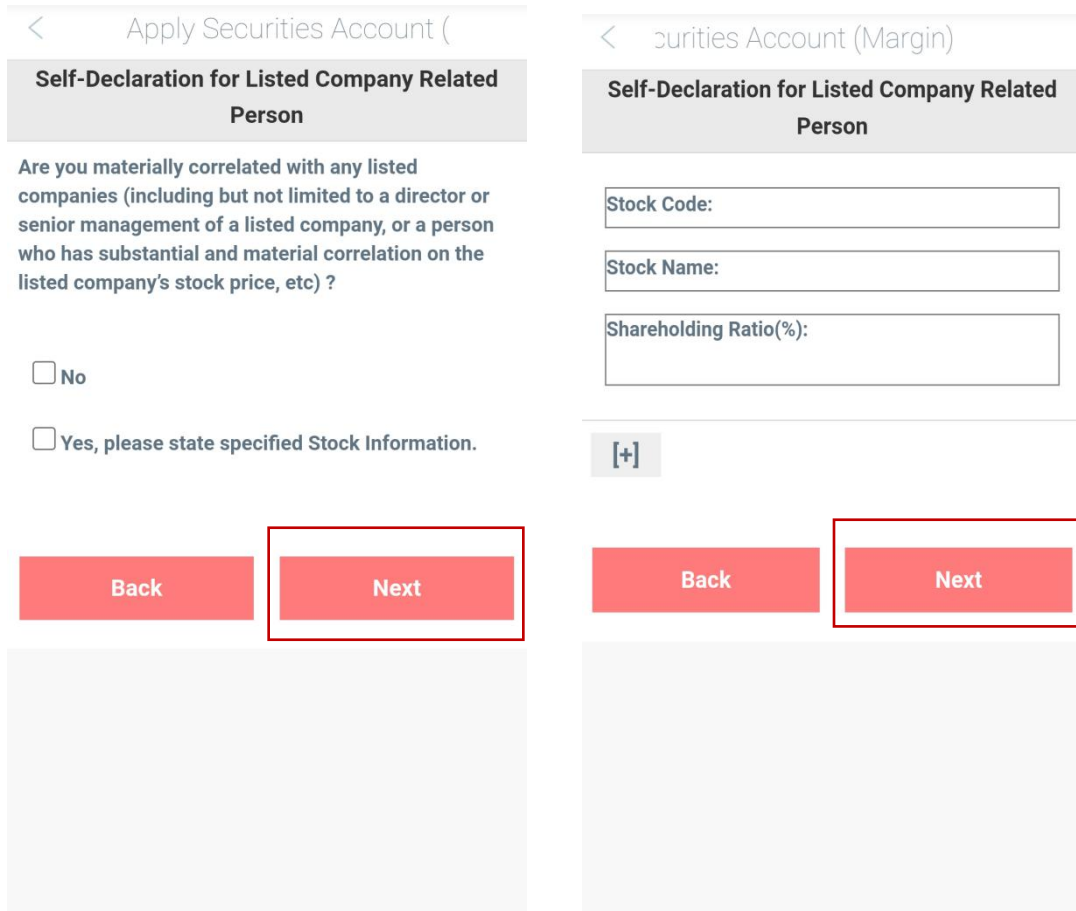 Apply Securities Account (
Self-Declaration for Listed Company Related
Person
Are you materially correlated with any listed
companies (including but not limited to a director or
senior management of a listed company, or a person
who has substantial and material correlation on the
listed company's stock price, etc) ?
No
Yes, please state specified Stock Information.
Back
Next
curities Account (Margin)
Self-Declaration for Listed Company Related
Person
Stock Code:
Stock Name:
Shareholding Ratio(%):
[+]
Back
Next